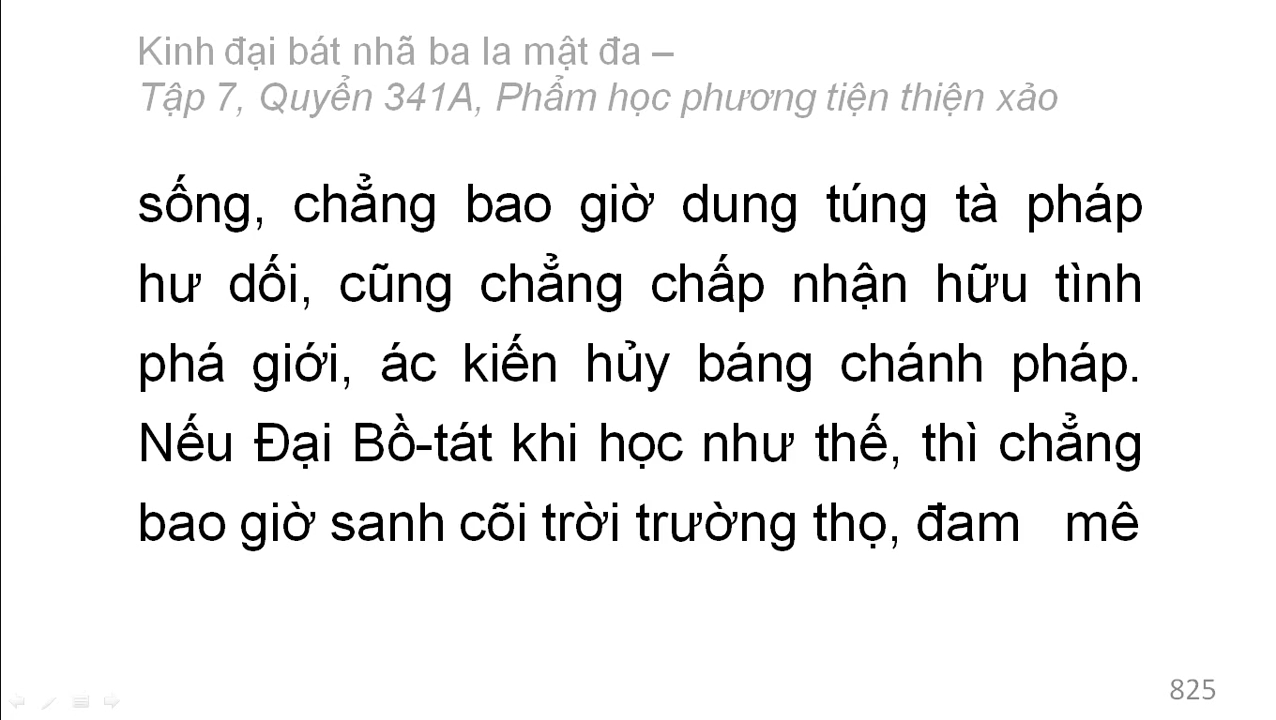 Kinh đại bát nhã ba la mật đa –
Tập 7, Quyển 341A, Phẩm học phương tiện thiện xảo
sống, chẳng bao giờ dung túng tà pháp
hư dối, cũng chẳng chấp nhận hữu tình
phá giới, ác kiến hủy báng chánh pháp.
Nếu Đại Bồ-tát khi học như thế, thì chẳng
bao giờ sanh cõi trời trường thọ, đam mê
825